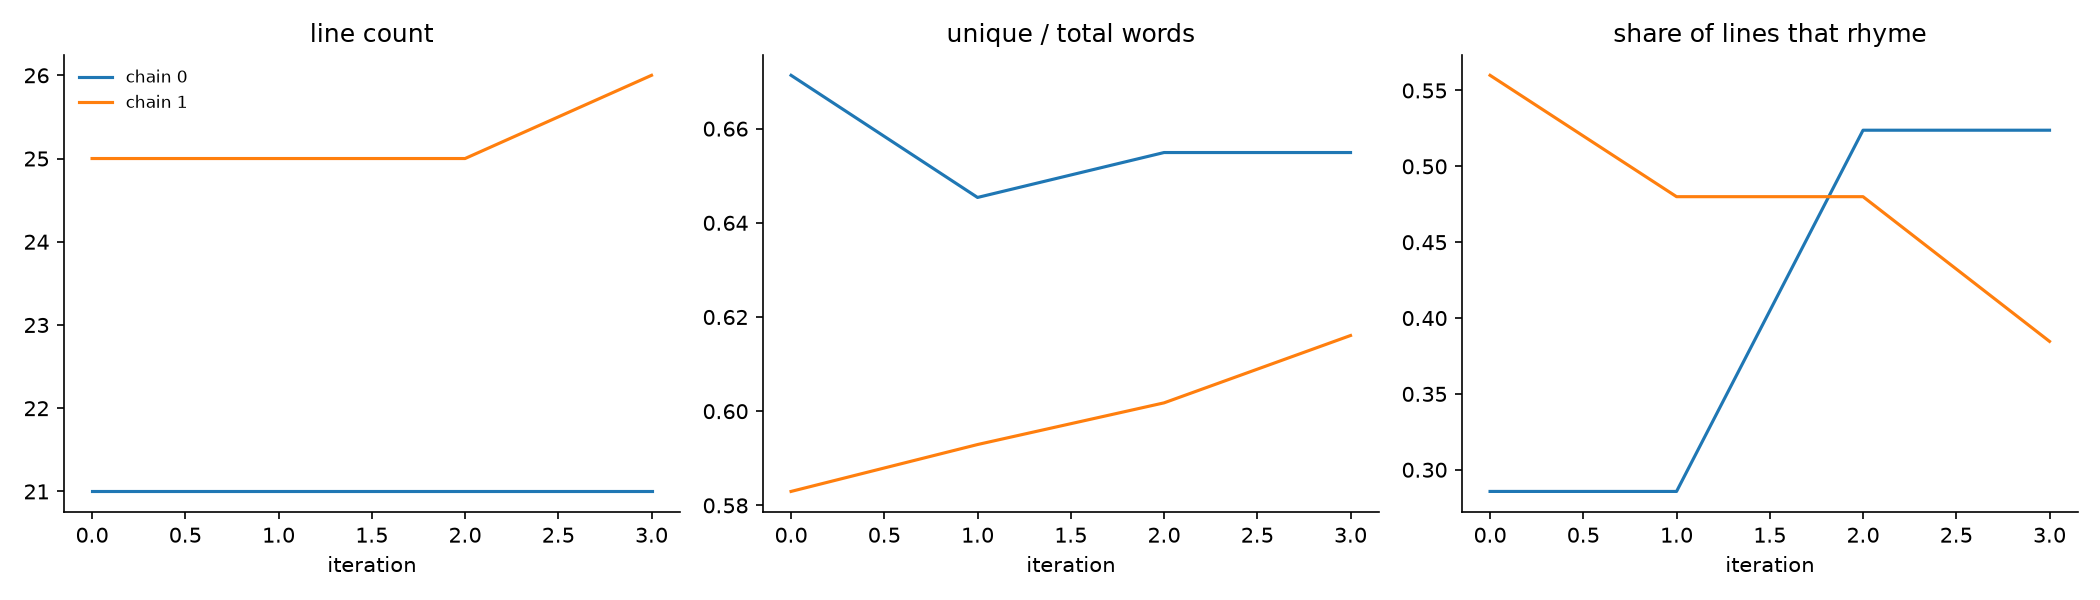 line count
26
25
24
23
22
21
chain 0
chain 1
0.0 0.5 1.0 1.5 2.0 2.5 3.0
iteration
unique / total words
0.66
0.64
0.62
0.60
0.58
0.0 0.5 1.0 1.5 2.0 2.5 3.0
iteration
share of lines that rhyme
0.55
0.50
0.45
0.40
0.35
0.30
0.0 0.5 1.0 1.5 2.0 2.5 3.0
iteration